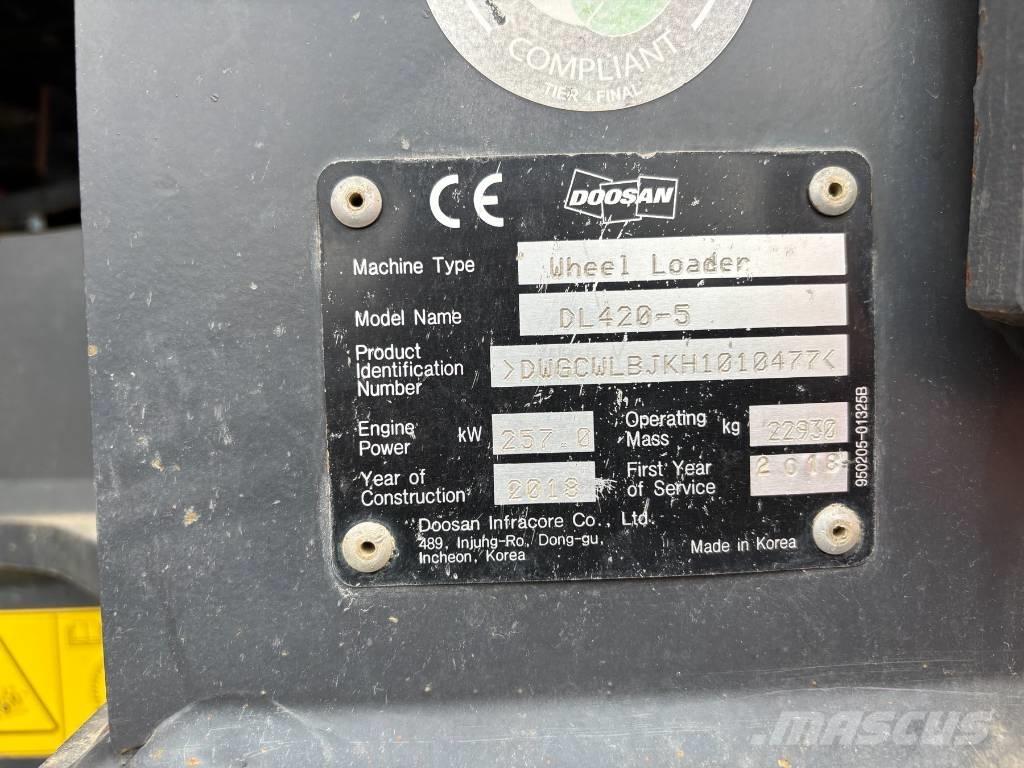 COMPLIANT
TIER 4 FINAL
CE DOOSAN
Machine Type Wheel Loader
Model Name DL420-5
Product
Identification
Number >DWGCWLBJKH1010477<
Engine
Power kW 257.0
Operating
Mass kg 22930
Year of
Construction 2018
First Year
of Service 2018
Doosan Infracore Co., Ltd.
489, Injung-Ro, Dong-gu,
Incheon, Korea
Made in Korea
950205-01325B
MASCUS